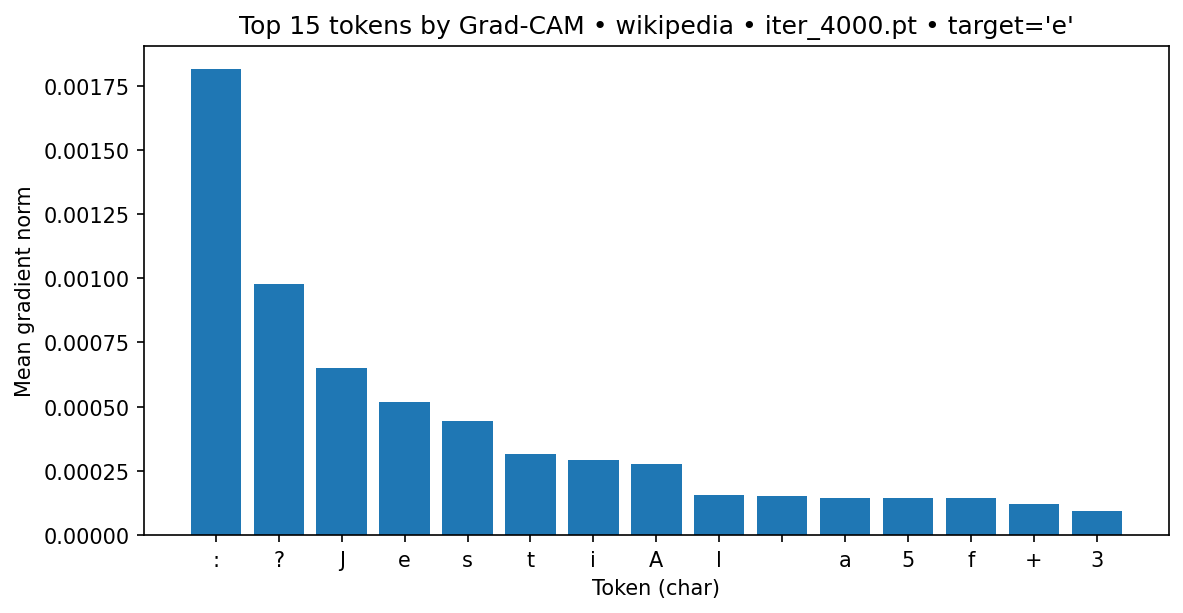 Top 15 tokens by Grad-CAM • wikipedia • iter_4000.pt • target='e'
Mean gradient norm
0.00175
0.00150
0.00125
0.00100
0.00075
0.00050
0.00025
0.00000
: ? J e s t i A l a 5 f + 3
Token (char)